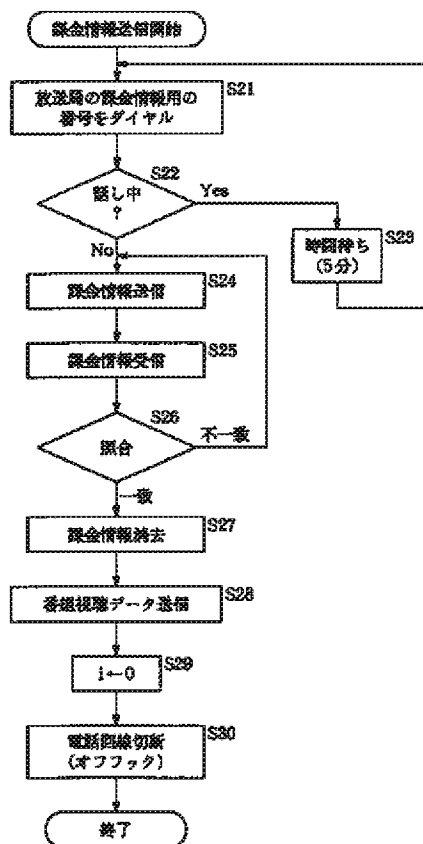 課金情報送信開始
S21
放送局の課金情報用の
番号をダイヤル
S22
話し中
?
Yes
No
S23
時間待ち
(5分)
S24
課金情報送信
S25
課金情報受信
S26
照合
不一致
一致
S27
課金情報消去
S28
番組視聴データ送信
S29
i←0
S30
電話回線切断
(オフフック)
終了